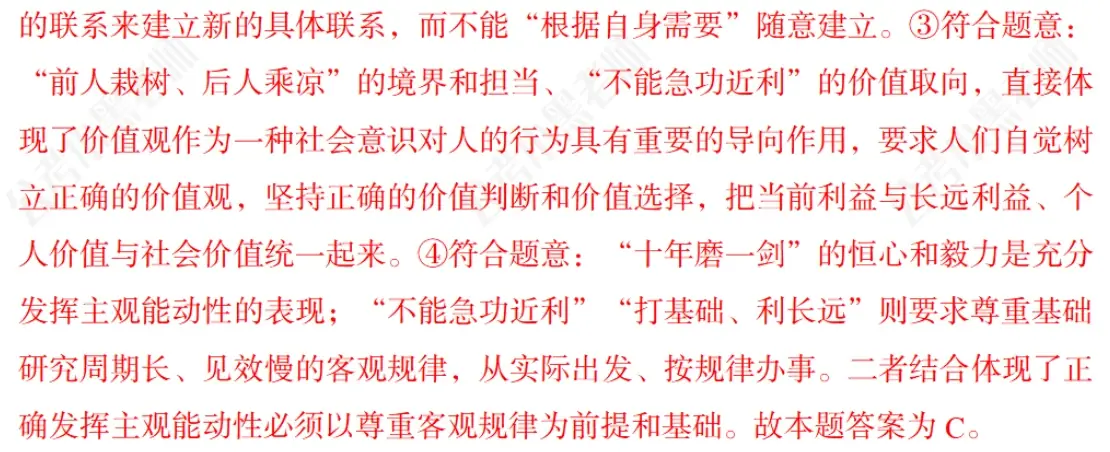 的联系来建立新的具体联系，而不能“根据自身需要”随意建立。③符合题意：
“前人栽树、后人乘凉”的境界和担当、“不能急功近利”的价值取向，直接体
现了价值观作为一种社会意识对人的行为具有重要的导向作用，要求人们自觉树
立正确的价值观，坚持正确的价值判断和价值选择，把当前利益与长远利益、个
人价值与社会价值统一起来。④符合题意：“十年磨一剑”的恒心和毅力是充分
发挥主观能动性的表现；“不能急功近利”“打基础、利长远”则要求尊重基础
研究周期长、见效慢的客观规律，从实际出发、按规律办事。二者结合体现了正
确发挥主观能动性必须以尊重客观规律为前提和基础。故本题答案为 C。